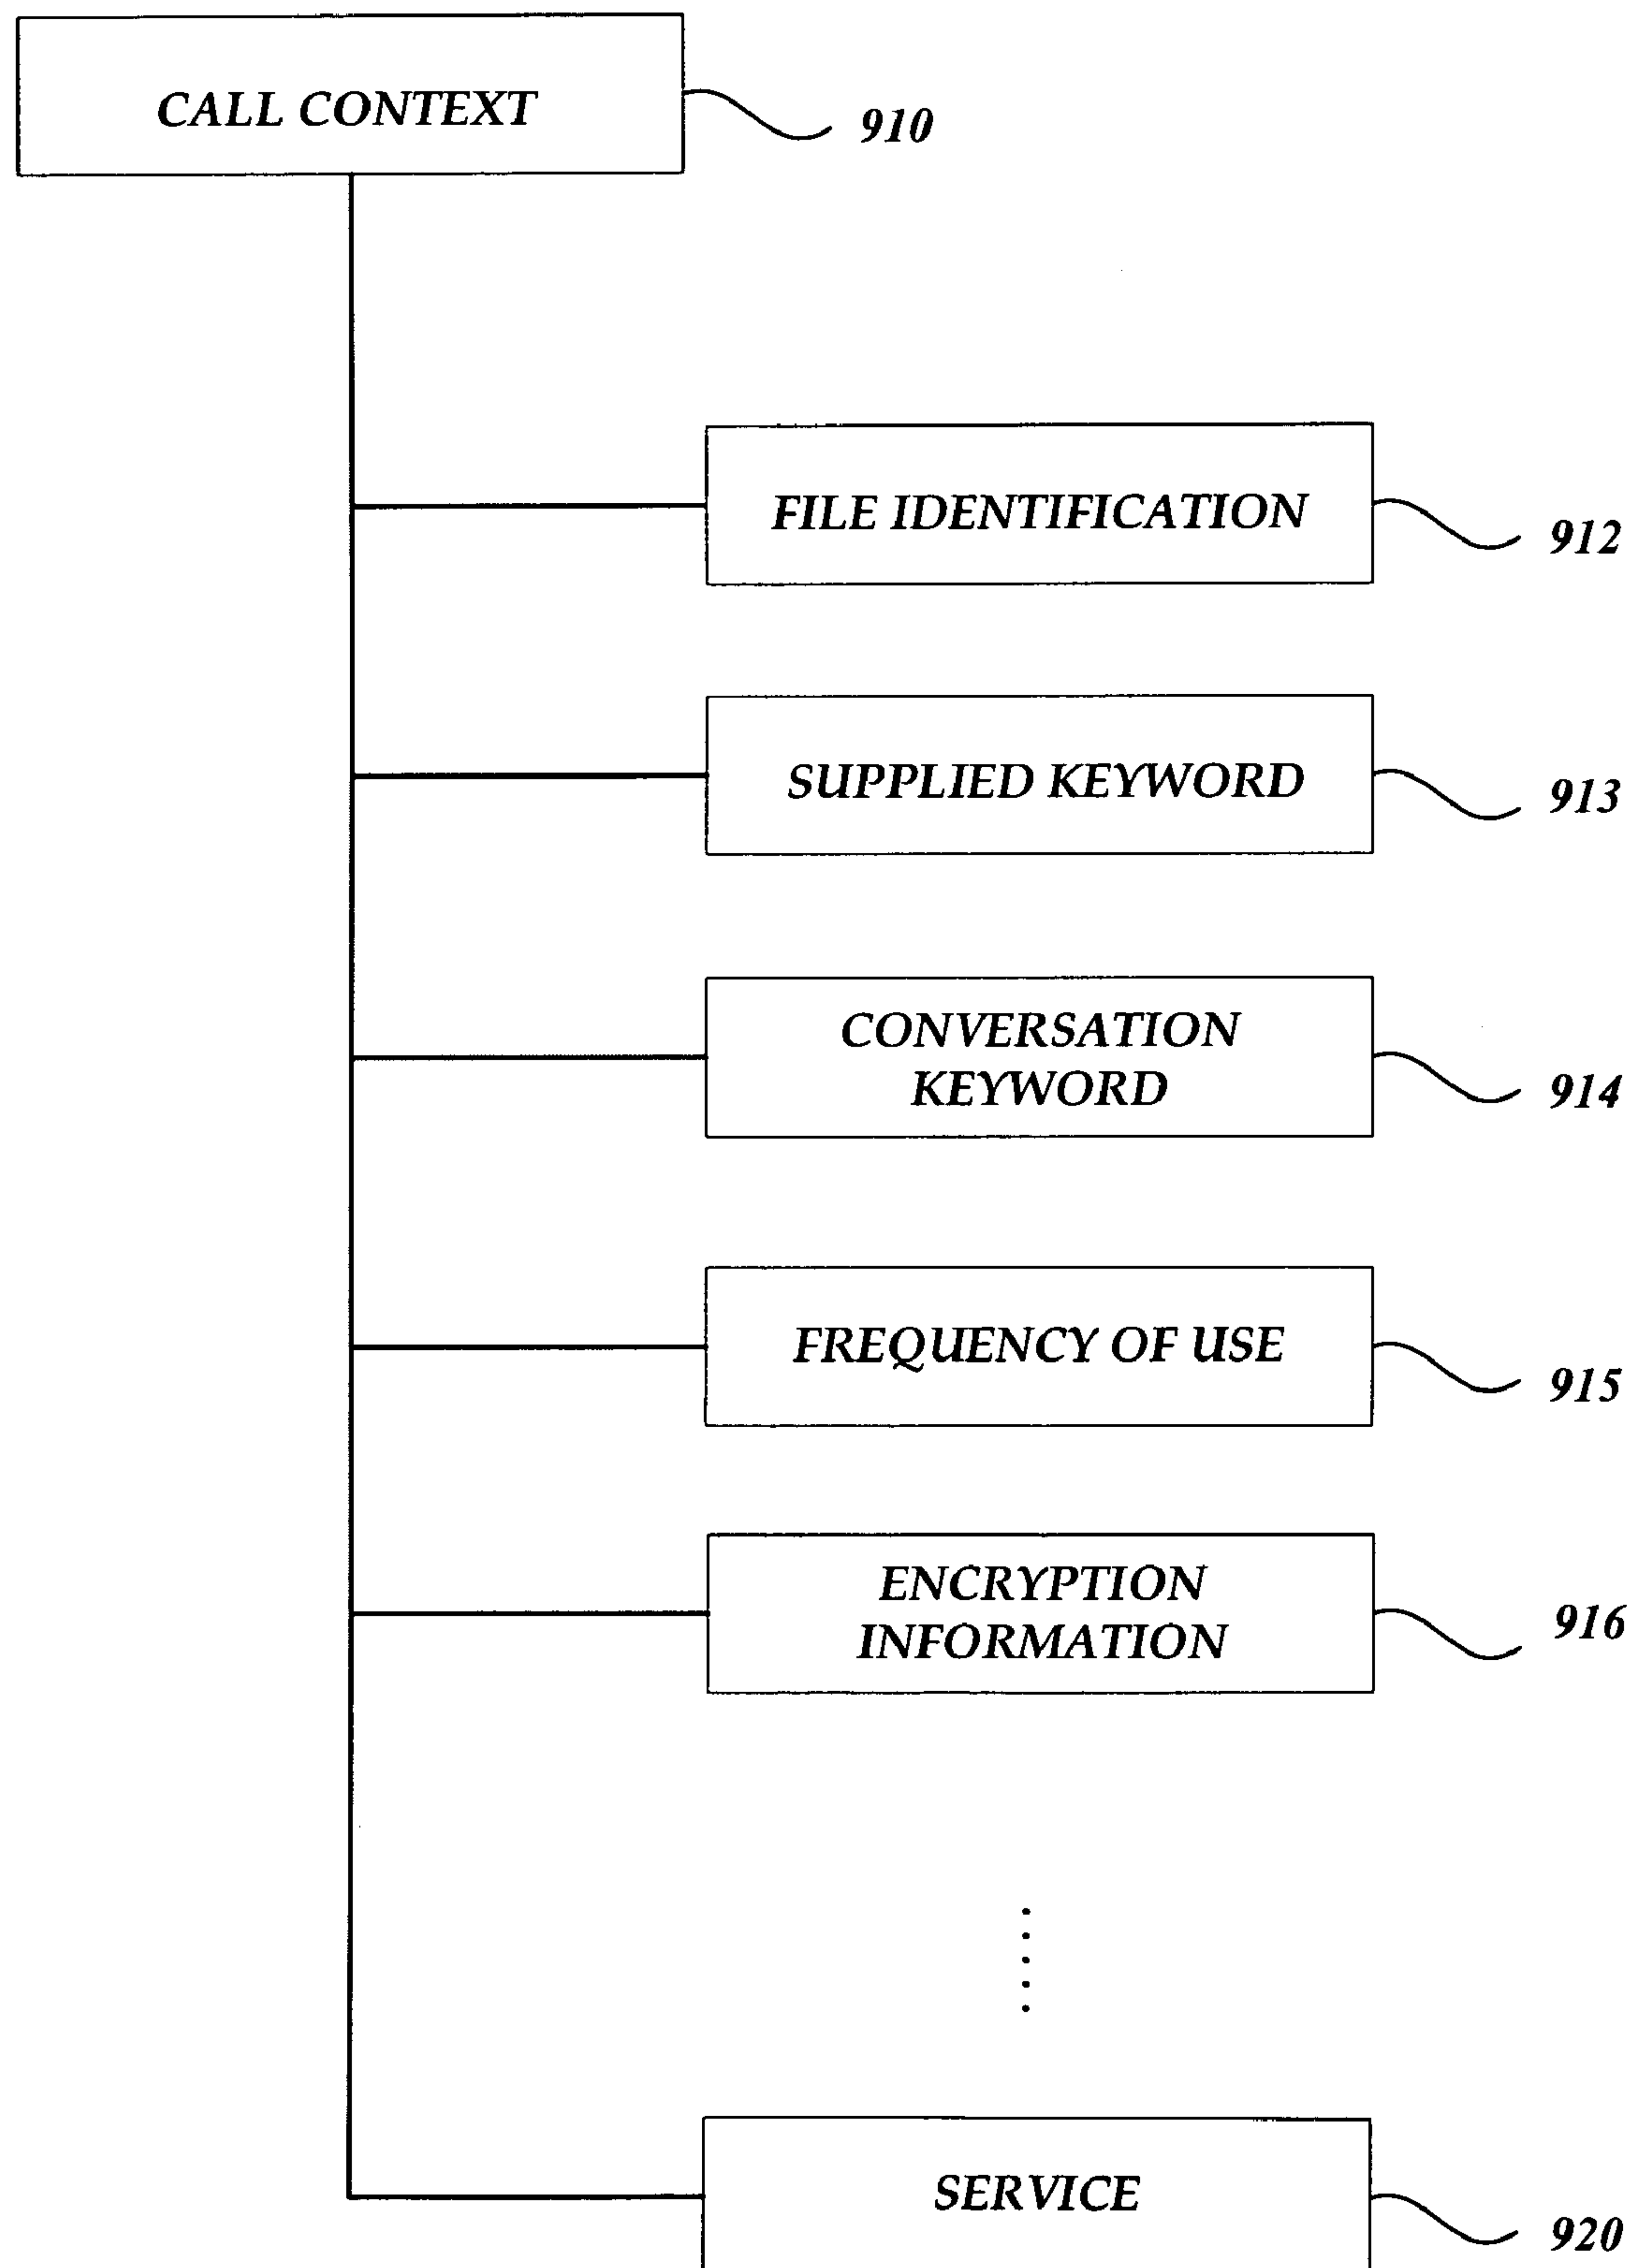 CALL CONTEXT
910
FILE IDENTIFICATION
912
SUPPLIED KEYWORD
913
CONVERSATION
KEYWORD
914
FREQUENCY OF USE
915
ENCRYPTION
INFORMATION
916
SERVICE
920